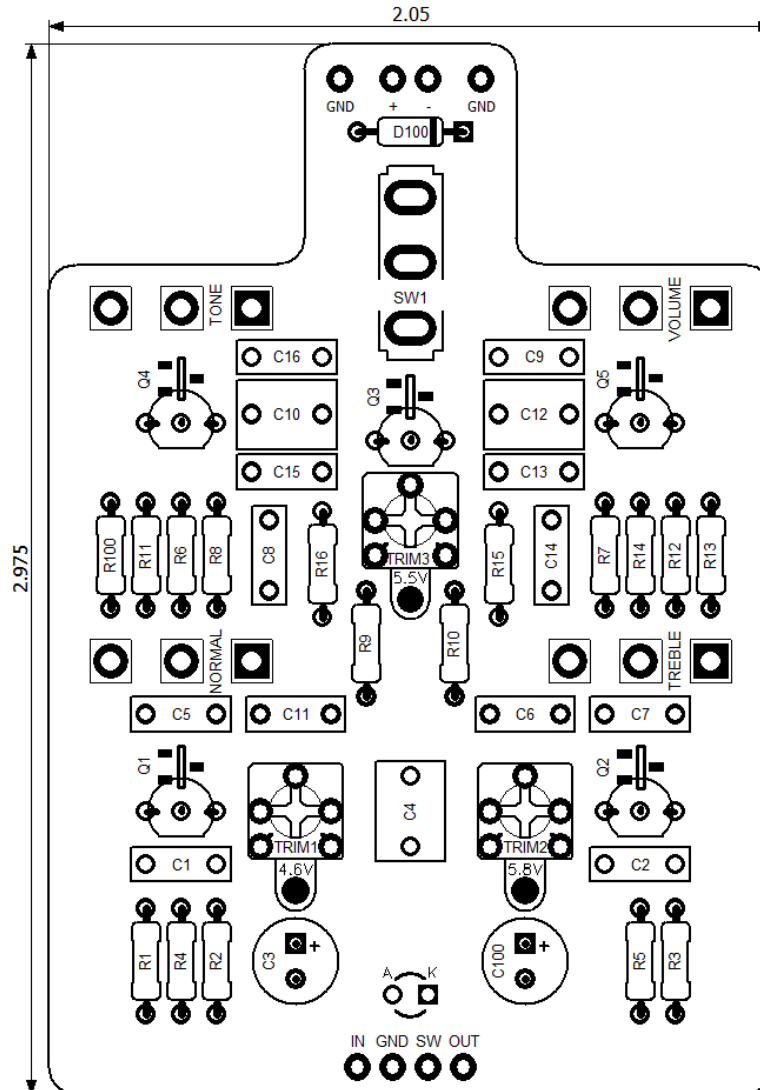 2.05
2.975
GND + - GND
D100
SW1
TONE
VOLUME
C16
C9
Q4
Q3
Q5
C10
C12
C15
C13
R100
R11
R6
R8
C8
R16
TRIM3
5.5V
R15
C14
R7
R14
R12
R13
R9
R10
NORMAL
TREBLE
C5
C11
C6
C7
Q1
Q2
C4
TRIM1
4.6V
TRIM2
5.8V
C1
C2
R1
R4
R2
C3
+
C100
+
R5
R3
A K
IN GND SW OUT